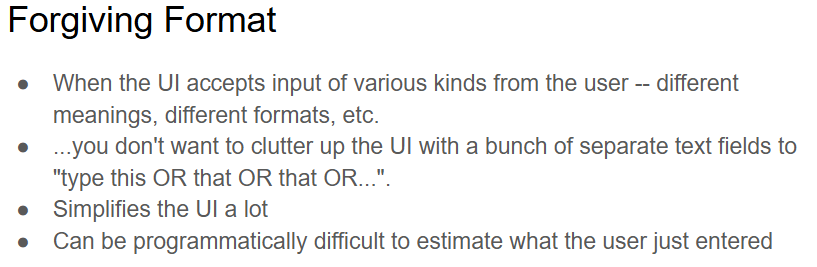 Forgiving Format
● When the UI accepts input of various kinds from the user -- different
meanings, different formats, etc.
● ...you don't want to clutter up the UI with a bunch of separate text fields to
"type this OR that OR that OR...".
● Simplifies the UI a lot
● Can be programmatically difficult to estimate what the user just entered